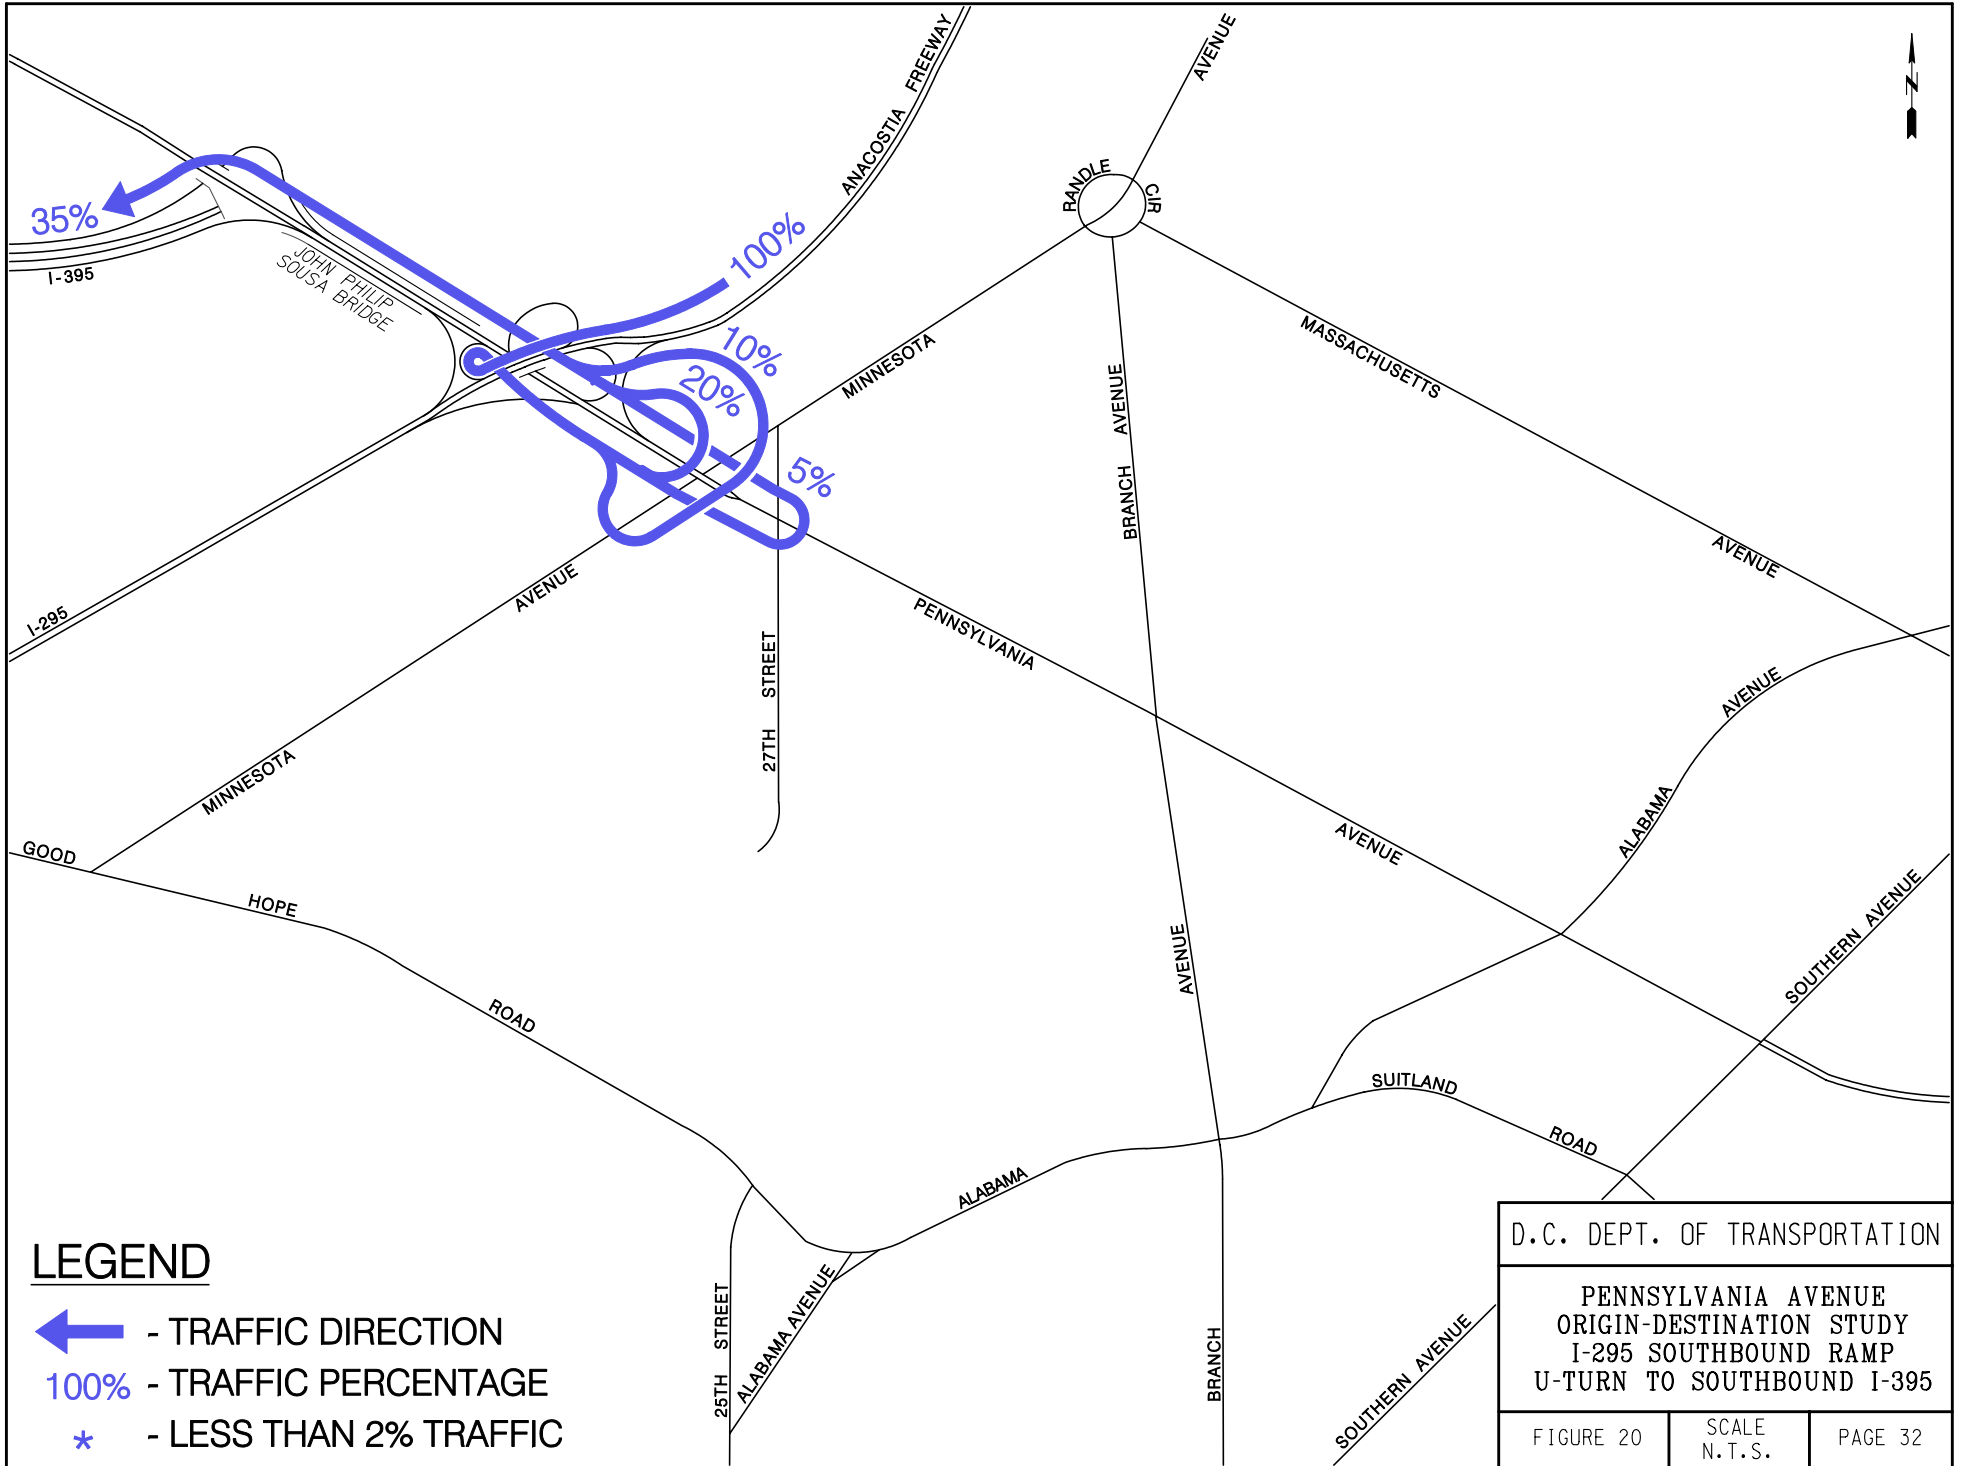 FREEWAY
ANACOSTIA
AVENUE
N
RANDLE
CIR
35%
100%
I-395
JOHN PHILIP
SOUSA BRIDGE
10%
20%
5%
MINNESOTA
MASSACHUSETTS
AVENUE
BRANCH AVENUE
AVENUE
I-295
PENNSYLVANIA
27TH STREET
AVENUE
MINNESOTA
ALABAMA
AVENUE
GOOD
HOPE
ROAD
AVENUE
SOUTHERN AVENUE
SUITLAND
ROAD
ALABAMA
25TH STREET
ALABAMA AVENUE
BRANCH
SOUTHERN AVENUE
LEGEND
- TRAFFIC DIRECTION
100% - TRAFFIC PERCENTAGE
* - LESS THAN 2% TRAFFIC
D.C. DEPT. OF TRANSPORTATION
PENNSYLVANIA AVENUE
ORIGIN-DESTINATION STUDY
I-295 SOUTHBOUND RAMP
U-TURN TO SOUTHBOUND I-395
FIGURE 20
SCALE
N.T.S.
PAGE 32